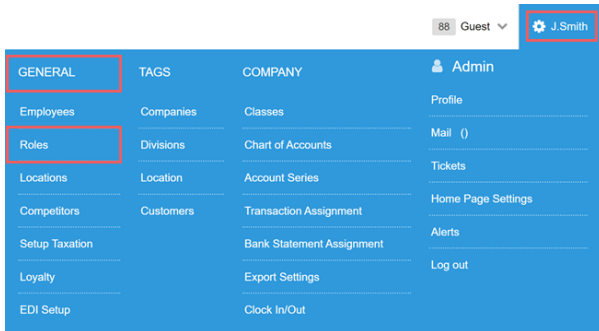 88 Guest J.Smith
GENERAL TAGS COMPANY Admin
Employees Companies Classes Profile
Roles Divisions Chart of Accounts Mail ()
Locations Location Account Series Tickets
Competitors Customers Transaction Assignment Home Page Settings
Setup Taxation Bank Statement Assignment Alerts
Loyalty Export Settings Log out
EDI Setup Clock In/Out